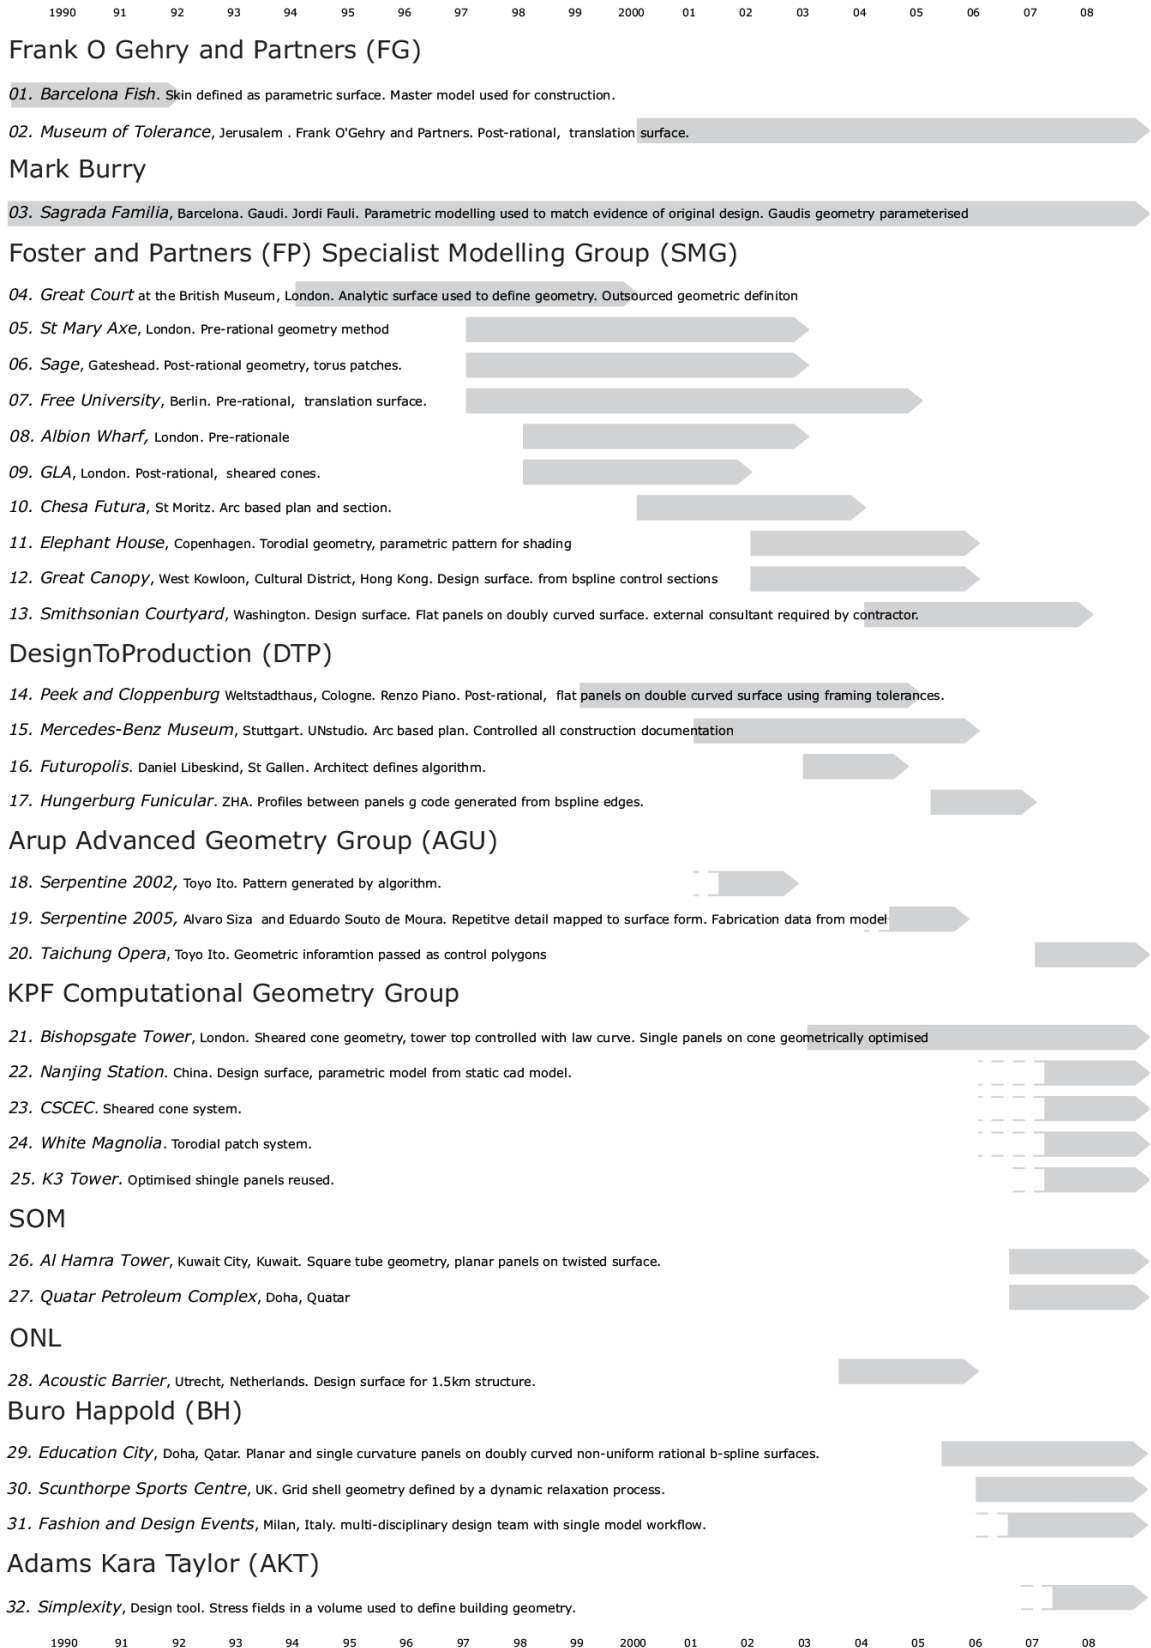 1990 91 92 93 94 95 96 97 98 99 2000 01 02 03 04 05 06 07 08
Frank O Gehry and Partners (FG)
01. Barcelona Fish. Skin defined as parametric surface. Master model used for construction.
02. Museum of Tolerance, Jerusalem . Frank O'Gehry and Partners. Post-rational, translation surface.
Mark Burry
03. Sagrada Familia, Barcelona. Gaudi. Jordi Fauli. Parametric modelling used to match evidence of original design. Gaudis geometry parameterised
Foster and Partners (FP) Specialist Modelling Group (SMG)
04. Great Court at the British Museum, London. Analytic surface used to define geometry. Outsourced geometric definiton
05. St Mary Axe, London. Pre-rational geometry method
06. Sage, Gateshead. Post-rational geometry, torus patches.
07. Free University, Berlin. Pre-rational, translation surface.
08. Albion Wharf, London. Pre-rationale
09. GLA, London. Post-rational, sheared cones.
10. Chesa Futura, St Moritz. Arc based plan and section.
11. Elephant House, Copenhagen. Torodial geometry, parametric pattern for shading
12. Great Canopy, West Kowloon, Cultural District, Hong Kong. Design surface. from bspline control sections
13. Smithsonian Courtyard, Washington. Design surface. Flat panels on doubly curved surface. external consultant required by contractor.
DesignToProduction (DTP)
14. Peek and Cloppenburg Weltstadthaus, Cologne. Renzo Piano. Post-rational, flat panels on double curved surface using framing tolerances.
15. Mercedes-Benz Museum, Stuttgart. UNstudio. Arc based plan. Controlled all construction documentation
16. Futuropolis. Daniel Libeskind, St Gallen. Architect defines algorithm.
17. Hungerburg Funicular. ZHA. Profiles between panels g code generated from bspline edges.
Arup Advanced Geometry Group (AGU)
18. Serpentine 2002, Toyo Ito. Pattern generated by algorithm.
19. Serpentine 2005, Alvaro Siza and Eduardo Souto de Moura. Repetitve detail mapped to surface form. Fabrication data from model
20. Taichung Opera, Toyo Ito. Geometric inforamtion passed as control polygons
KPF Computational Geometry Group
21. Bishopsgate Tower, London. Sheared cone geometry, tower top controlled with law curve. Single panels on cone geometrically optimised
22. Nanjing Station. China. Design surface, parametric model from static cad model.
23. CSCEC. Sheared cone system.
24. White Magnolia. Torodial patch system.
25. K3 Tower. Optimised shingle panels reused.
SOM
26. Al Hamra Tower, Kuwait City, Kuwait. Square tube geometry, planar panels on twisted surface.
27. Quatar Petroleum Complex, Doha, Quatar
ONL
28. Acoustic Barrier, Utrecht, Netherlands. Design surface for 1.5km structure.
Buro Happold (BH)
29. Education City, Doha, Qatar. Planar and single curvature panels on doubly curved non-uniform rational b-spline surfaces.
30. Scunthorpe Sports Centre, UK. Grid shell geometry defined by a dynamic relaxation process.
31. Fashion and Design Events, Milan, Italy. multi-disciplinary design team with single model workflow.
Adams Kara Taylor (AKT)
32. Simplexity, Design tool. Stress fields in a volume used to define building geometry.
1990 91 92 93 94 95 96 97 98 99 2000 01 02 03 04 05 06 07 08